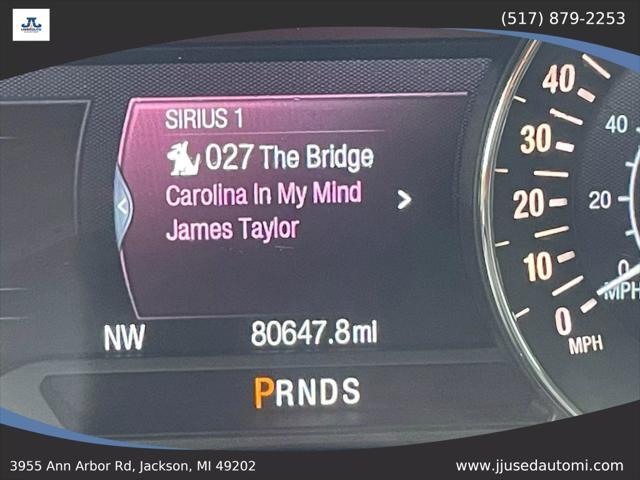 (517) 879-2253
SIRIUS 1
027 The Bridge
Carolina In My Mind
James Taylor
NW
80647.8mi
PRNDS
40
30
20
10
0
MPH
40
20
0
MPH
3955 Ann Arbor Rd, Jackson, MI 49202
www.jjusedautomi.com